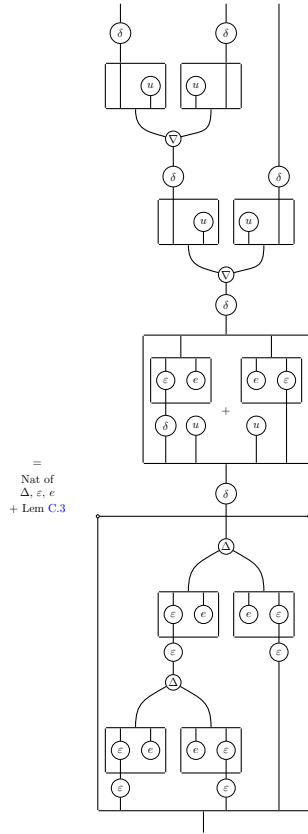 δ δ
u u
∇
δ δ
u u
∇
δ
ε e e ε
δ u + u
=
Nat of
Δ, ε, e
+ Lem C.3
δ
Δ
ε e e ε
ε ε
Δ
ε e e ε
ε ε